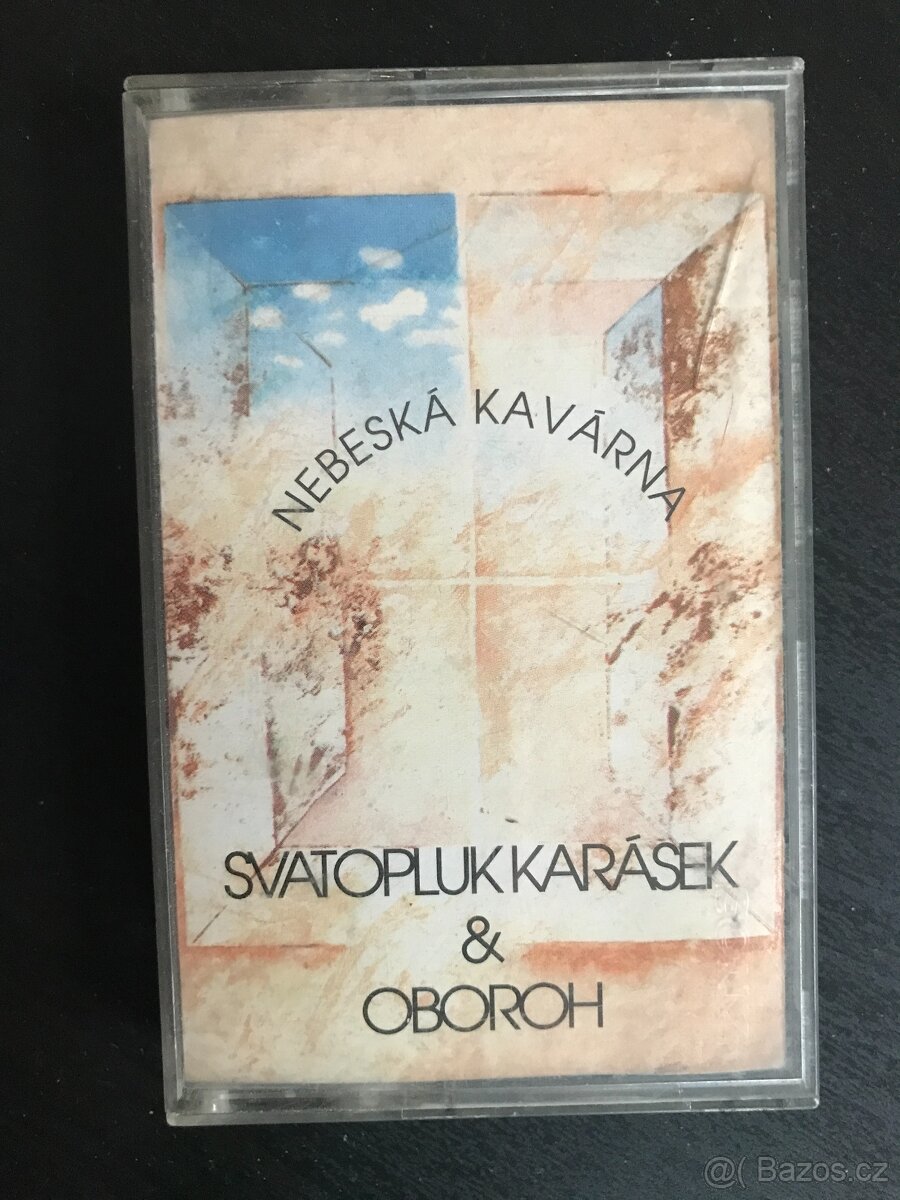 NEBESKÁ KAVÁRNA
SVATOPLUK KARÁSEK
&
OBOROH
@( Bazos.cz